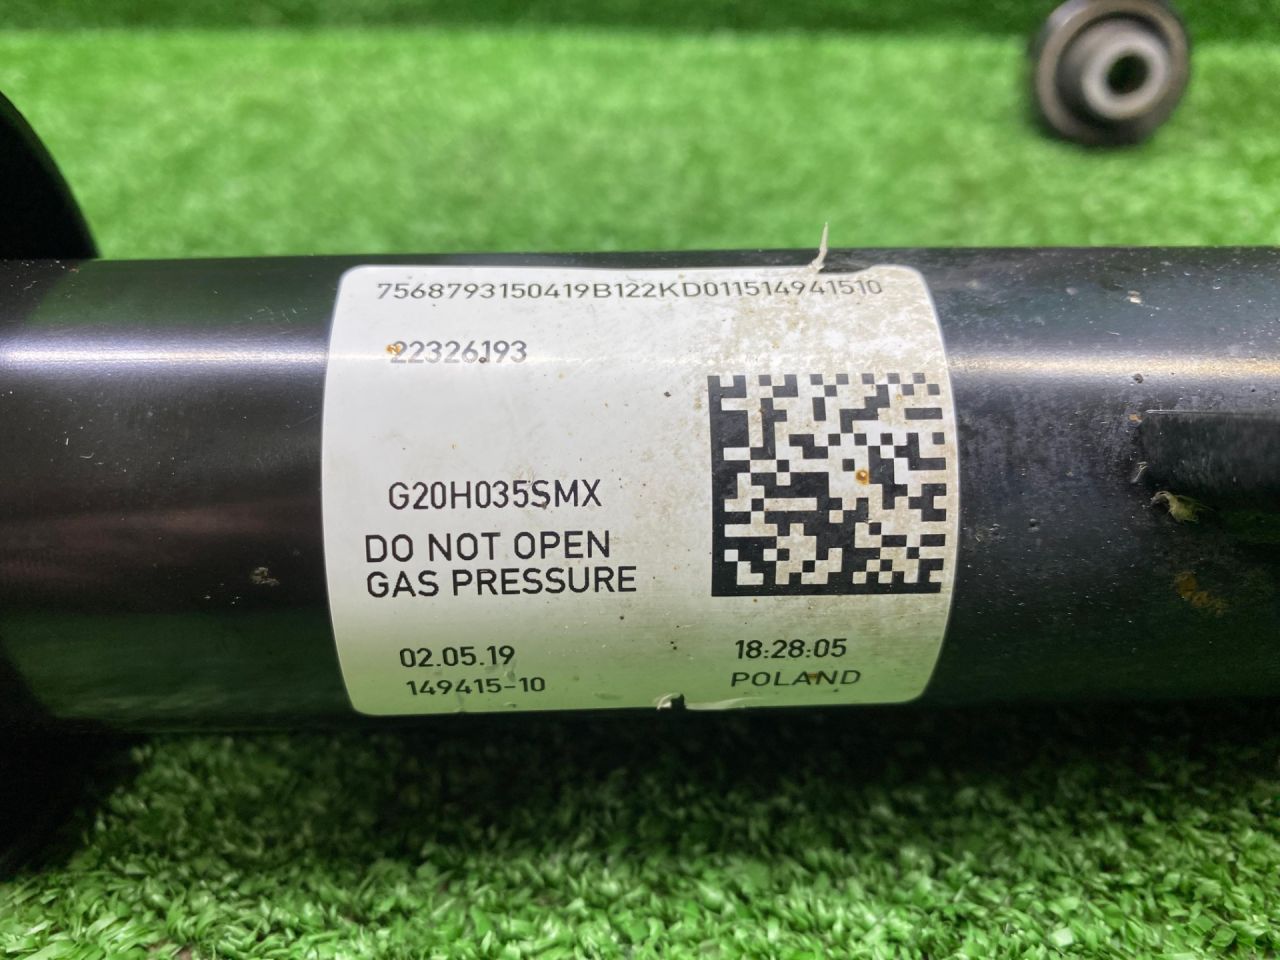 7568793150419B122KD011514941510
22326193
G20H035SMX
DO NOT OPEN
GAS PRESSURE
02.05.19
18:28:05
149415-10
POLAND